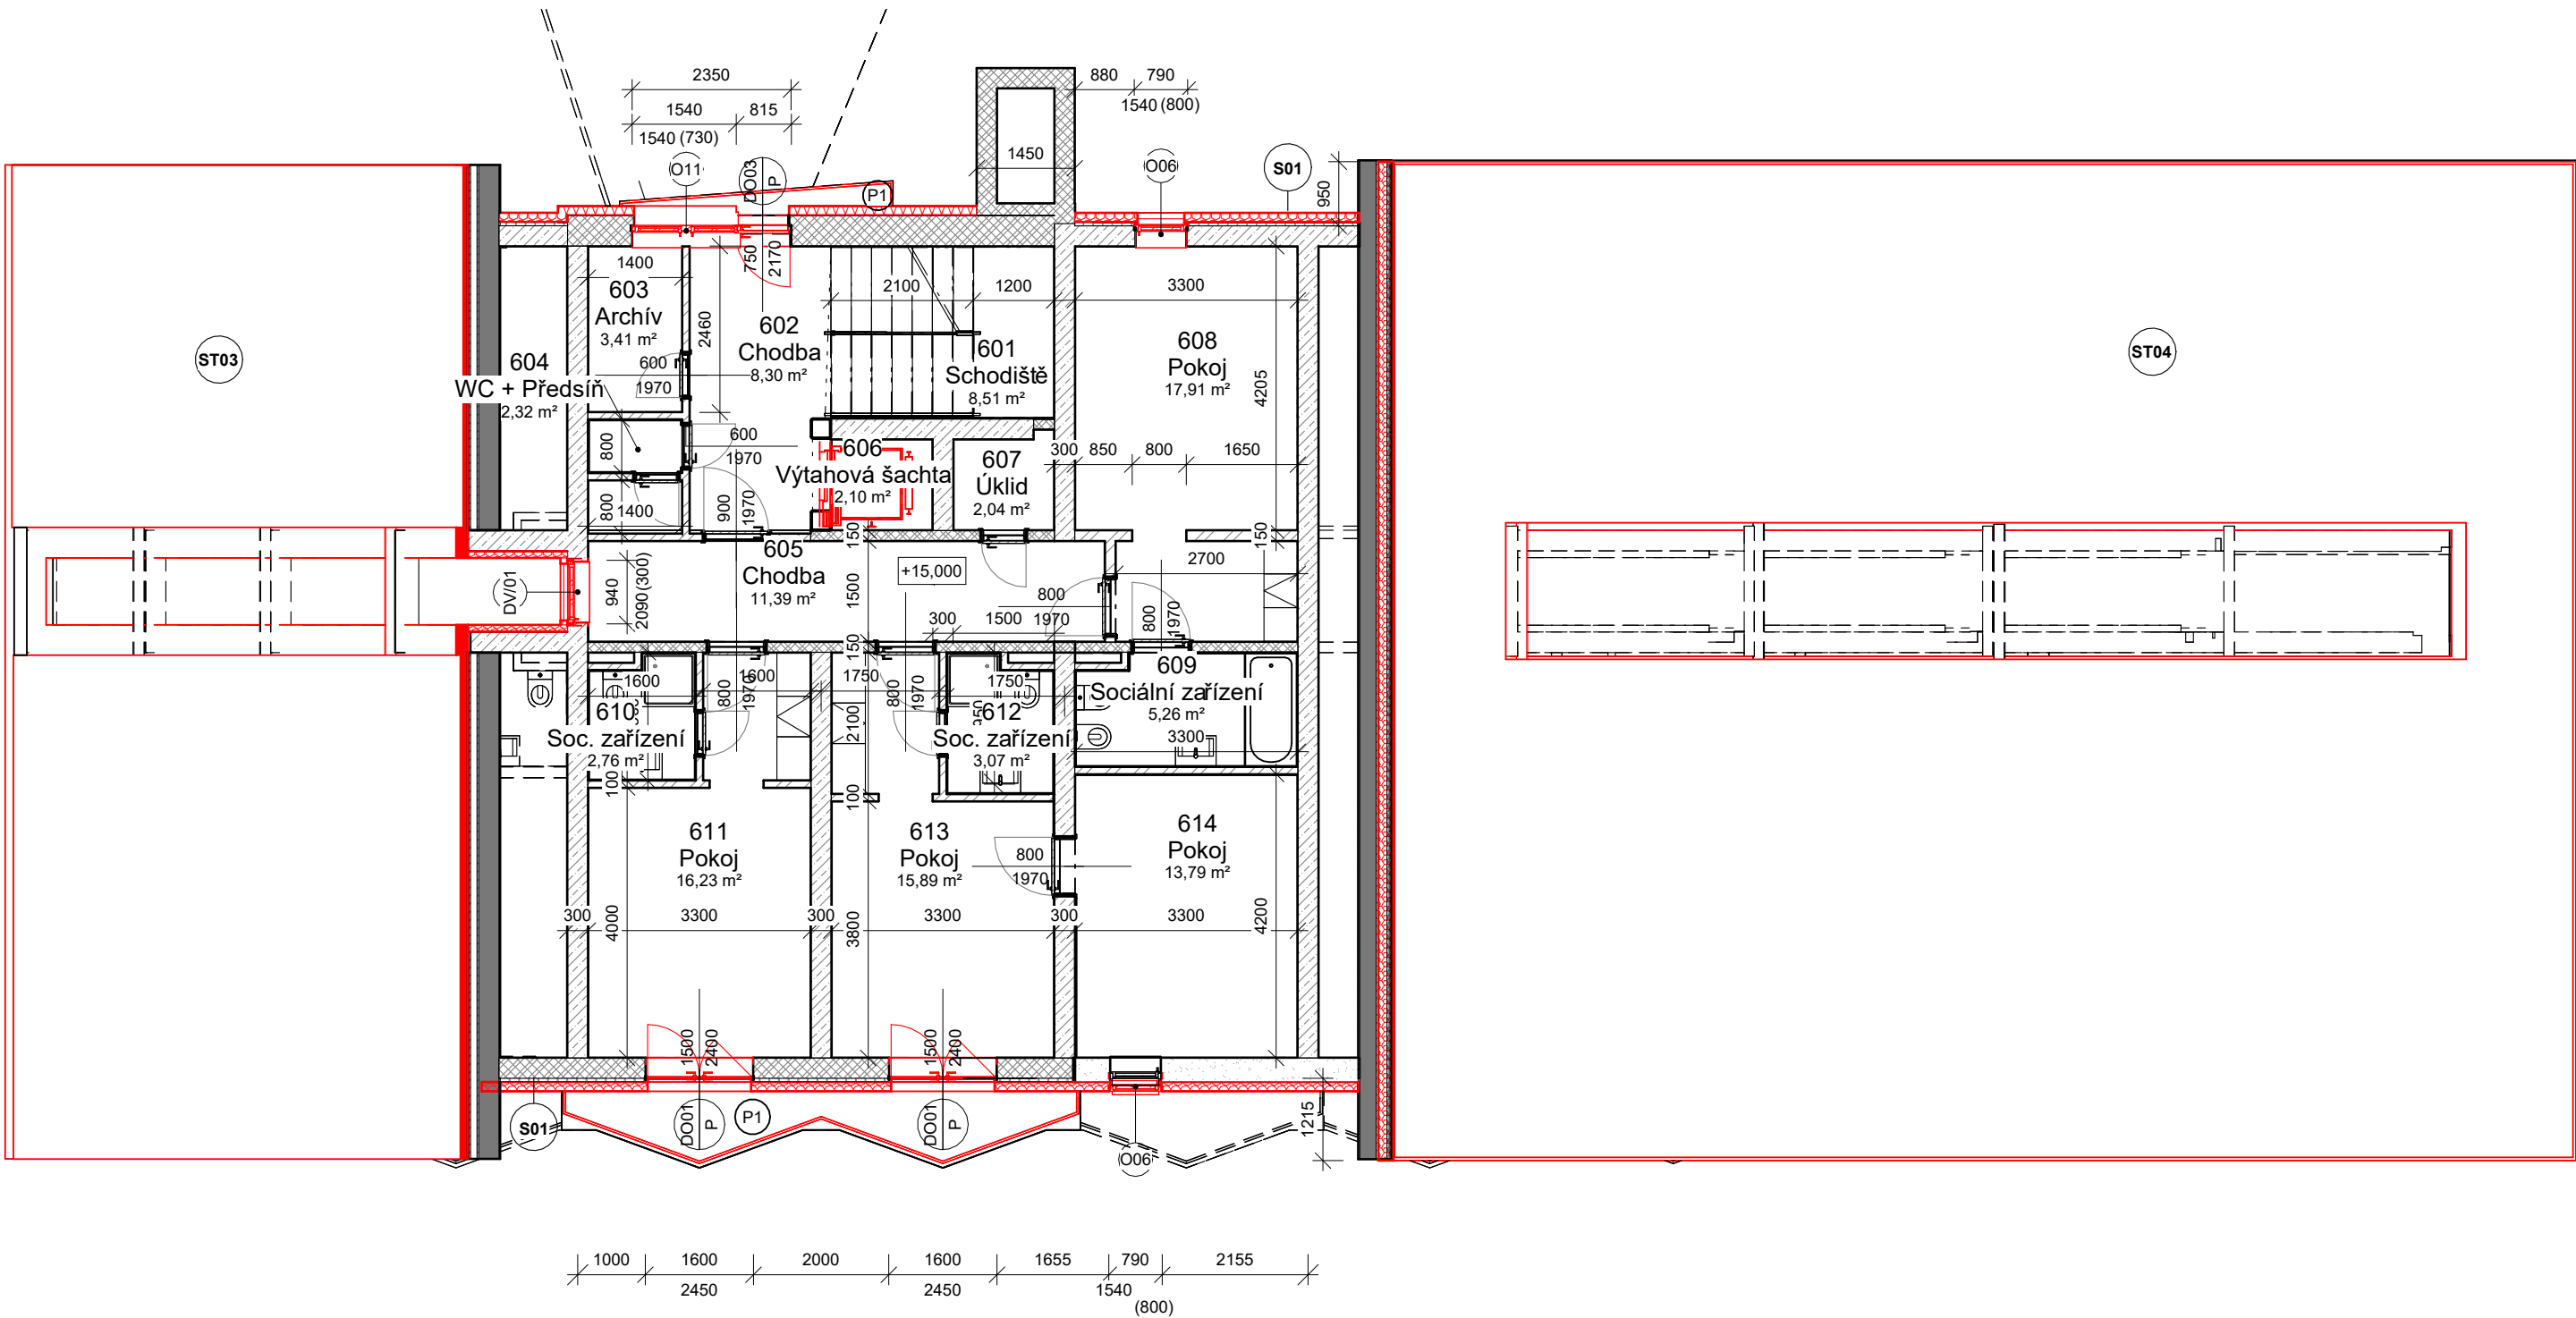 2350
1540 815
1540 (730)
880 790
1540 (800)
1450
O11
DO03
P
P1
O06
S01
950
750
2170
1400
603
Archív
3,41 m²
2460
602
Chodba
8,30 m²
2100 1200 3300
601
Schodiště
8,51 m²
608
Pokoj
17,91 m²
4205
ST03
ST04
604
WC + Předsíň
2,32 m²
600
1970
600
1970
800
800
1400
900
1970
606
Výtahová šachta
2,10 m²
607
Úklid
2,04 m²
300 850 800 1650
150
150
605
Chodba
11,39 m²
+15,000
2700
DV/01
940
2090(300)
1500
800
1970
800
1970
300 1500
150
1600 1600 1750 1750
800
1970
800
1970
2100
610
Soc. zařízení
2,76 m²
612
Soc. zařízení
3,07 m²
609
Sociální zařízení
5,26 m²
3300
100
100
611
Pokoj
16,23 m²
613
Pokoj
15,89 m²
614
Pokoj
13,79 m²
800
1970
300 3300 300 3300 300 3300
4000
3800
4200
1500
2400
1500
2400
S01
DO01
P
P1
DO01
P
O06
1215
1000 1600 2000 1600 1655 790 2155
2450 2450 1540
(800)